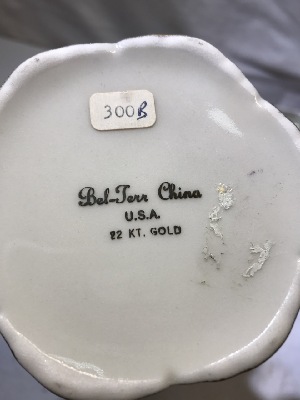 300B
Bel-Terr China
U.S.A.
22 KT. GOLD